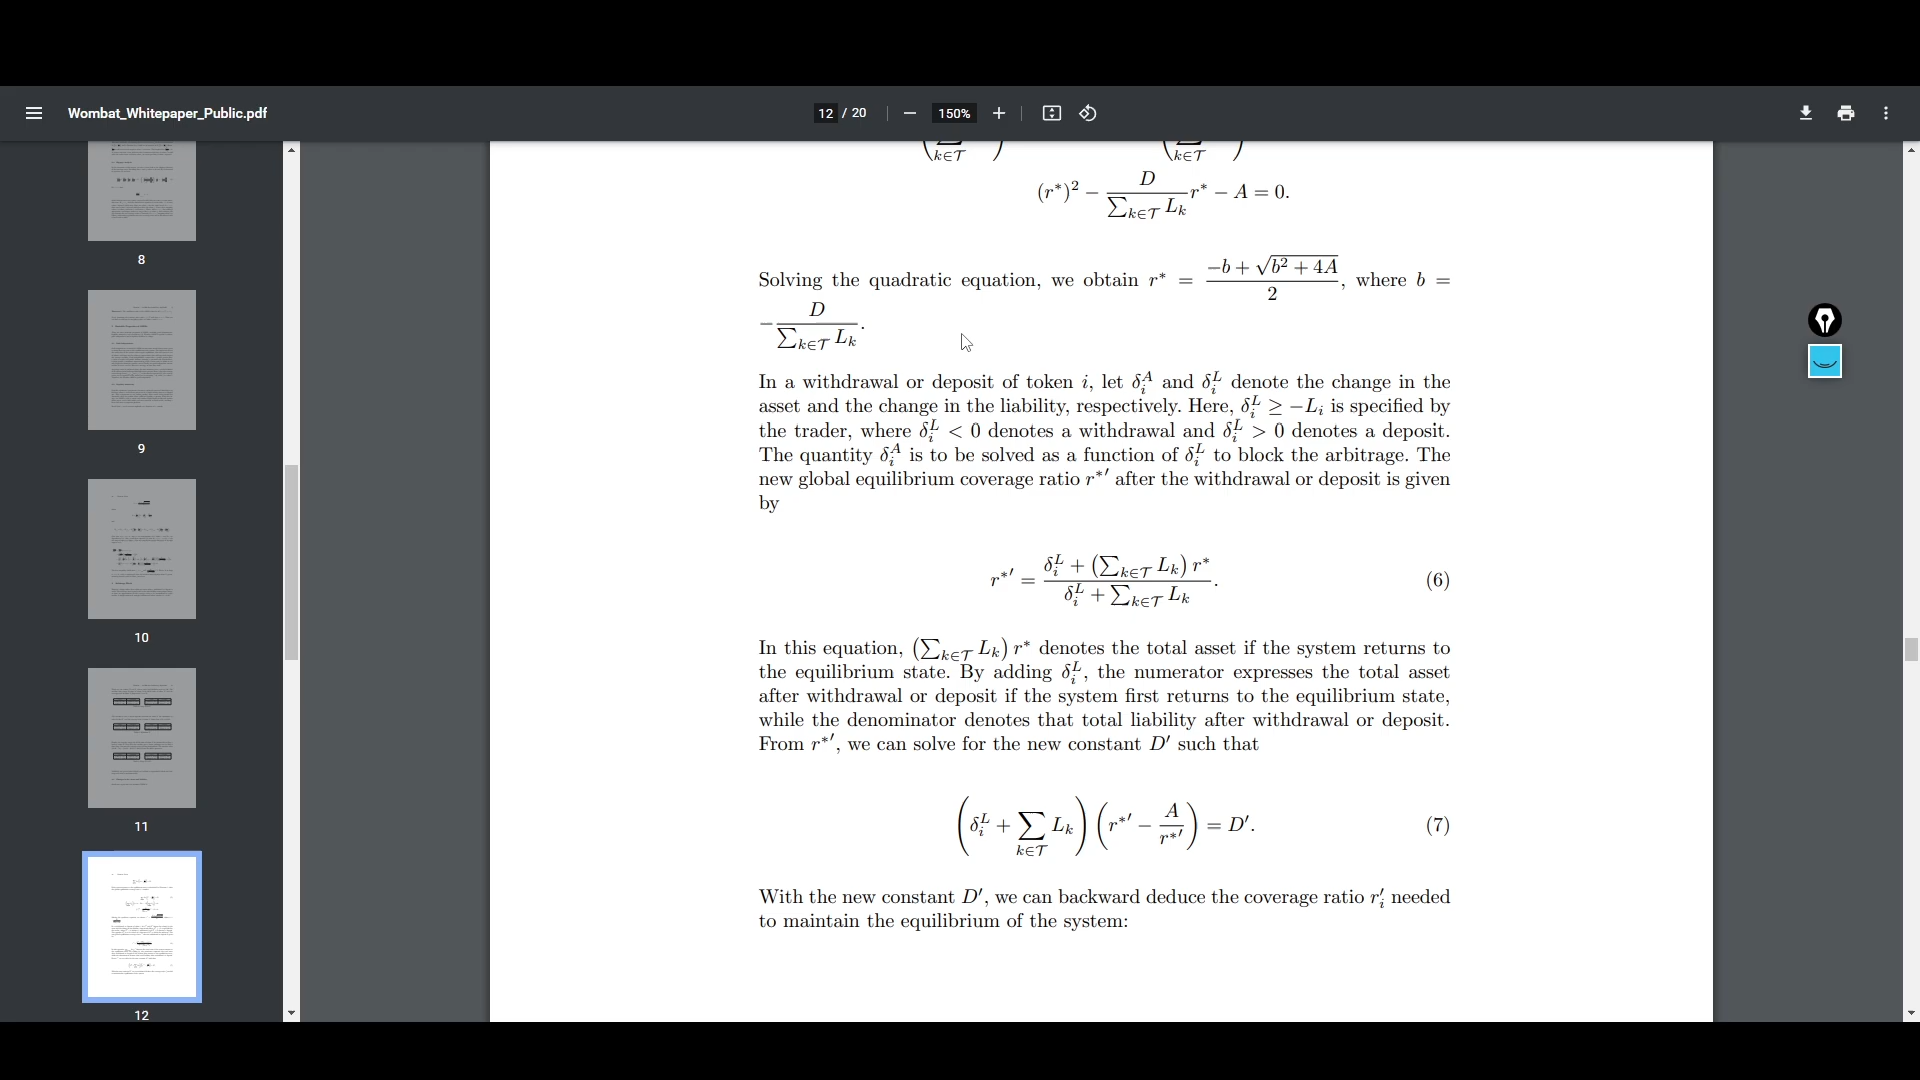 Wombat_Whitepaper_Public.pdf
12 / 20
150%
8
9
10
11
12
k∈𝒯 k∈𝒯
(r*)² − D / ∑k∈𝒯 Lk r* − A = 0.
Solving the quadratic equation, we obtain r* = (−b + √(b² + 4A)) / 2, where b =
− D / ∑k∈𝒯 Lk.
In a withdrawal or deposit of token i, let δᵢᴬ and δᵢᴸ denote the change in the
asset and the change in the liability, respectively. Here, δᵢᴸ ≥ −Lᵢ is specified by
the trader, where δᵢᴸ < 0 denotes a withdrawal and δᵢᴸ > 0 denotes a deposit.
The quantity δᵢᴬ is to be solved as a function of δᵢᴸ to block the arbitrage. The
new global equilibrium coverage ratio r*′ after the withdrawal or deposit is given
by
r*′ = (δᵢᴸ + (∑k∈𝒯 Lk) r*) / (δᵢᴸ + ∑k∈𝒯 Lk). (6)
In this equation, (∑k∈𝒯 Lk) r* denotes the total asset if the system returns to
the equilibrium state. By adding δᵢᴸ, the numerator expresses the total asset
after withdrawal or deposit if the system first returns to the equilibrium state,
while the denominator denotes that total liability after withdrawal or deposit.
From r*′, we can solve for the new constant D′ such that
(δᵢᴸ + ∑k∈𝒯 Lk) (r*′ − A / r*′) = D′. (7)
With the new constant D′, we can backward deduce the coverage ratio r′ᵢ needed
to maintain the equilibrium of the system: